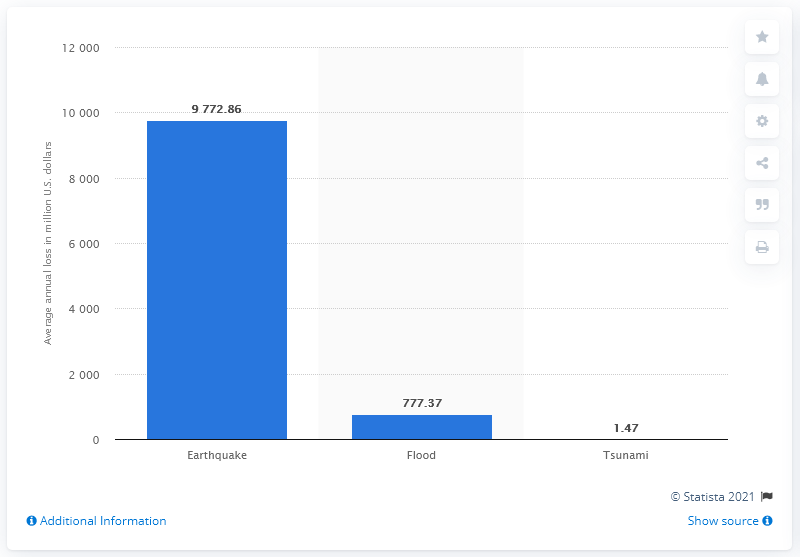 Average annual loss in million U.S. dollars
12 000
10 000
8 000
6 000
4 000
2 000
0
9 772.86
777.37
1.47
Earthquake
Flood
Tsunami
© Statista 2021
Additional Information
Show source